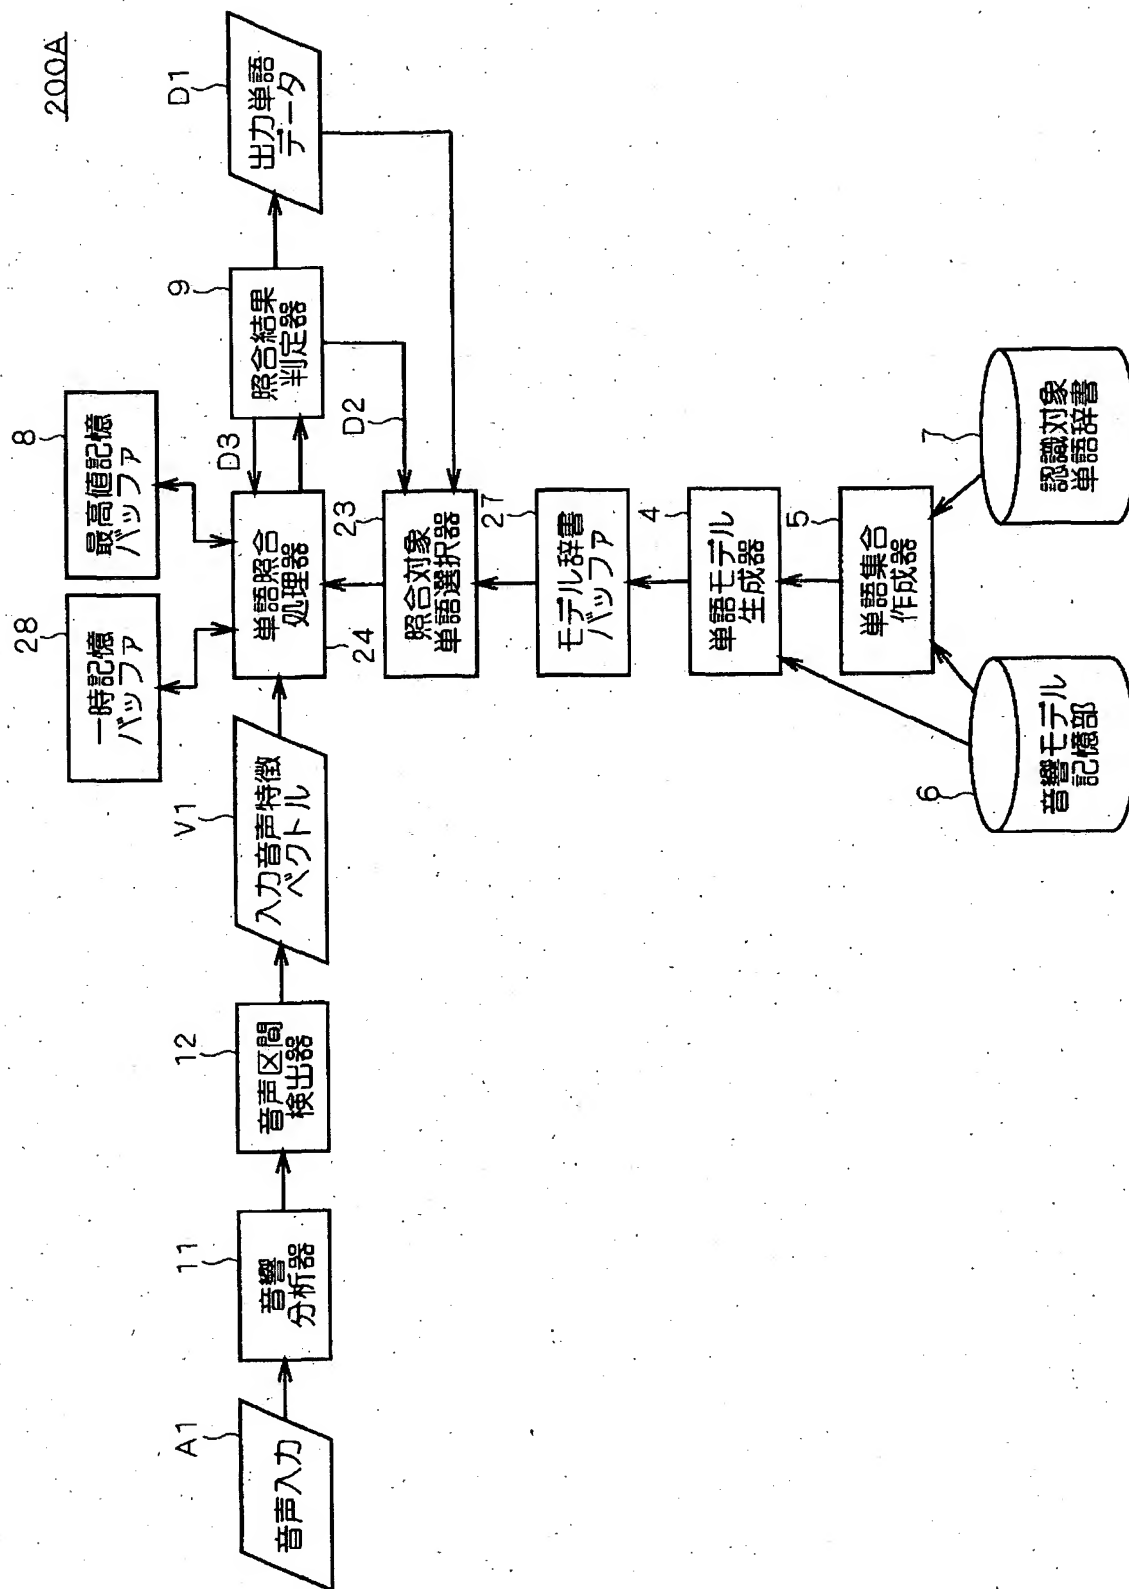 200A
A1
音声入力
11
音響
分析器
12
音声区間
検出器
V1
入力音声特徴
ベクトル
28
一時記憶
バッファ
8
最高値記憶
バッファ
24
単語照合
処理器
D3
9
照合結果
判定器
D1
出力単語
データ
D2
23
照合対象
単語選択器
27
モデル辞書
バッファ
4
単語モデル
生成器
5
単語集合
作成器
6
音響モデル
記憶部
7
認識対象
単語辞書